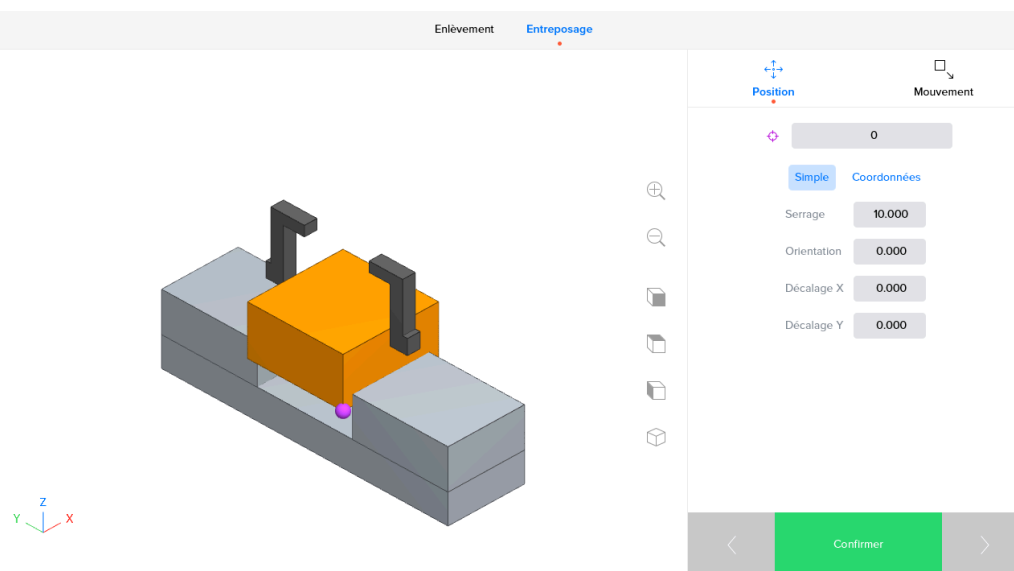 Enlèvement Entreposage
Position Mouvement
0
Simple Coordonnées
Serrage 10.000
Orientation 0.000
Décalage X 0.000
Décalage Y 0.000
Z
Y X
Confirmer